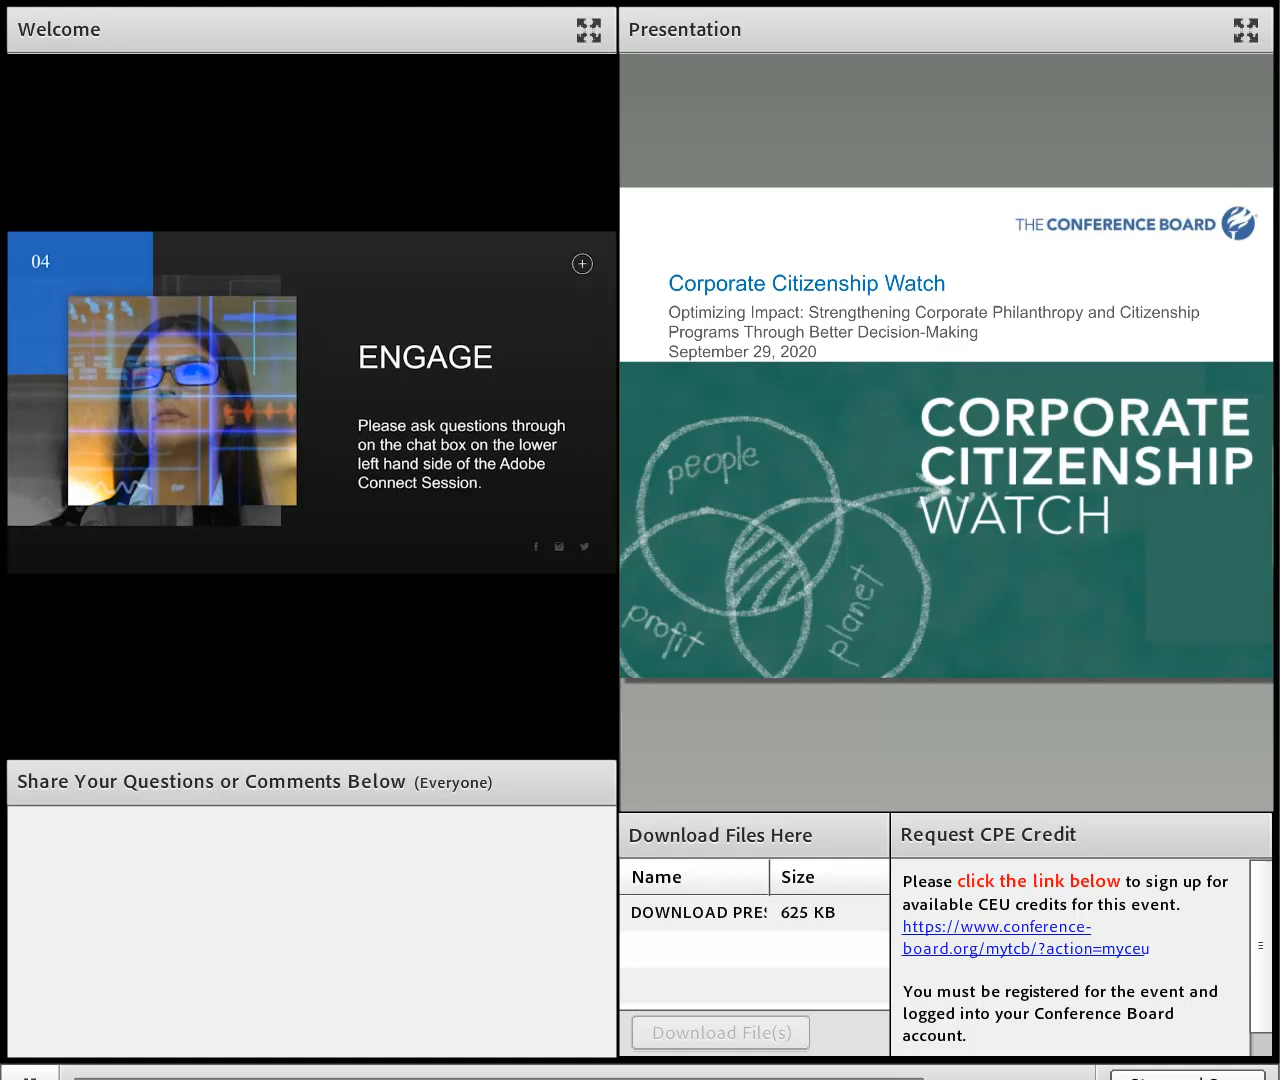 Welcome
04
ENGAGE
Please ask questions through
on the chat box on the lower
left hand side of the Adobe
Connect Session.
Share Your Questions or Comments Below (Everyone)
Presentation
THE CONFERENCE BOARD
Corporate Citizenship Watch
Optimizing Impact: Strengthening Corporate Philanthropy and Citizenship
Programs Through Better Decision-Making
September 29, 2020
CORPORATE
CITIZENSHIP
WATCH
people
profit
planet
Download Files Here
Name Size
DOWNLOAD PRES 625 KB
Download File(s)
Request CPE Credit
Please click the link below to sign up for
available CEU credits for this event.
https://www.conference-
board.org/mytcb/?action=myceu
You must be registered for the event and
logged into your Conference Board
account.